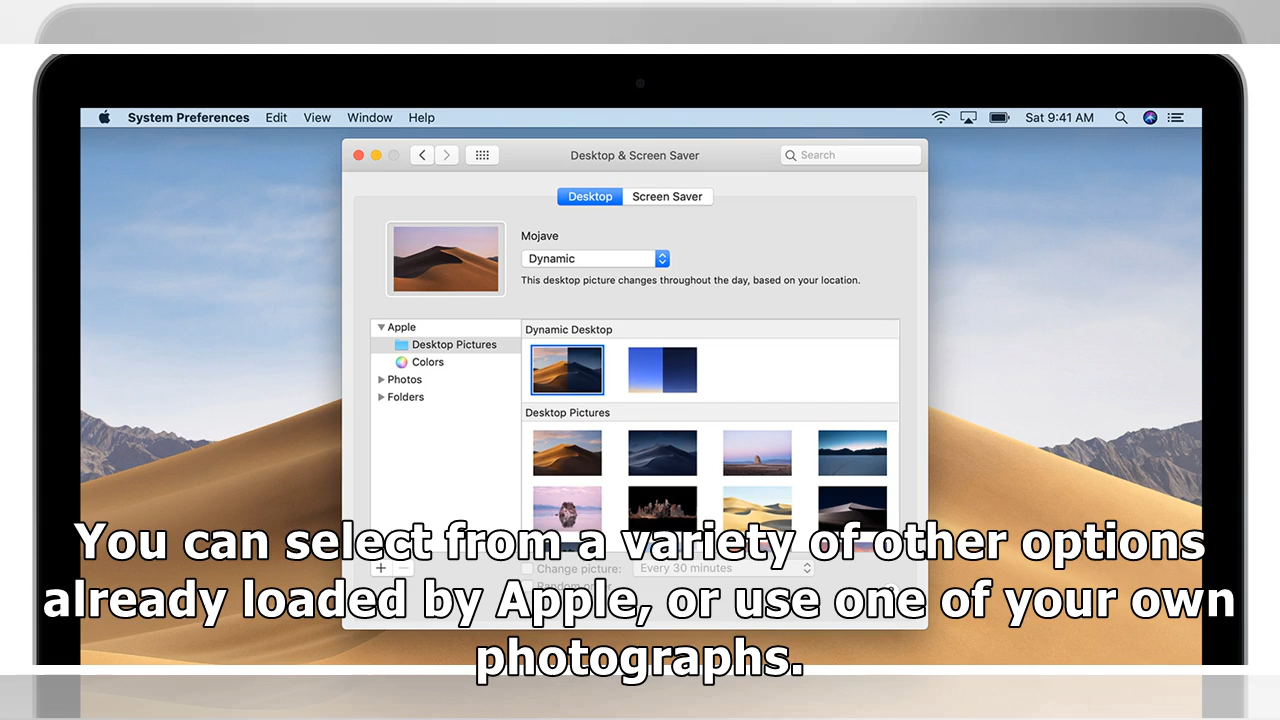 System Preferences Edit View Window Help Sat 9:41 AM
Desktop & Screen Saver Search
Desktop Screen Saver
Mojave
Dynamic
This desktop picture changes throughout the day, based on your location.
Apple
Desktop Pictures
Colors
Photos
Folders
Dynamic Desktop
Desktop Pictures
Change picture: Every 30 minutes
Random order
You can select from a variety of other options
already loaded by Apple, or use one of your own
photographs.